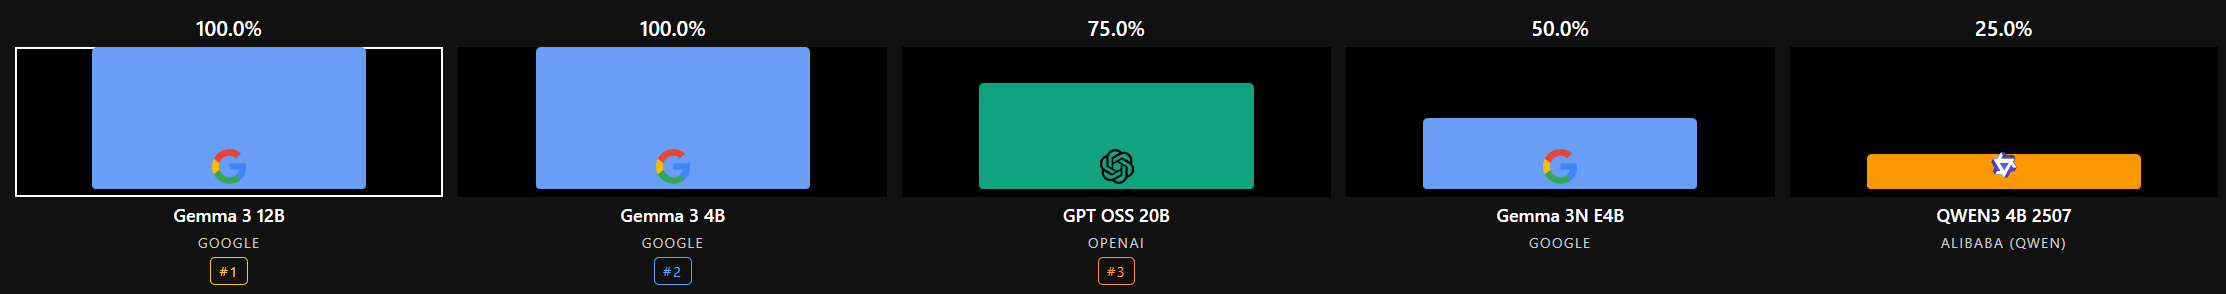 100.0%
100.0%
75.0%
50.0%
25.0%
Gemma 3 12B
GOOGLE
#1
Gemma 3 4B
GOOGLE
#2
GPT OSS 20B
OPENAI
#3
Gemma 3N E4B
GOOGLE
QWEN3 4B 2507
ALIBABA (QWEN)